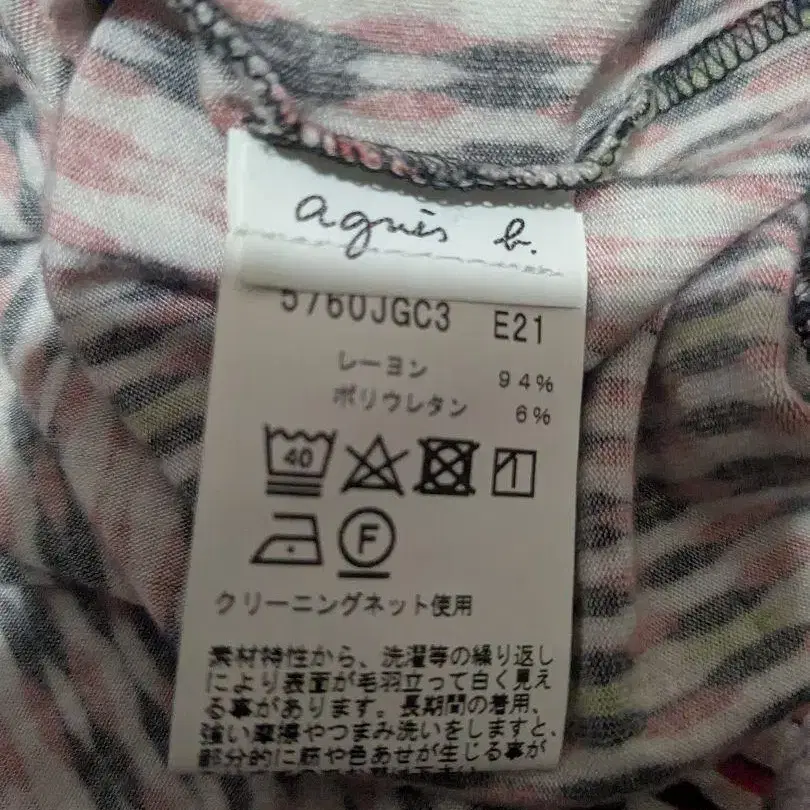 agnès b.
5760JGC3 E21
レーヨン 94%
ポリウレタン 6%
40
F
クリーニングネット使用
素材特性から、洗濯等の繰り返し
により表面が毛羽立って白く見え
る事があります。長期間の着用、
強い摩擦やつまみ洗いをしますと、
部分的に筋や色あせが生じる事が